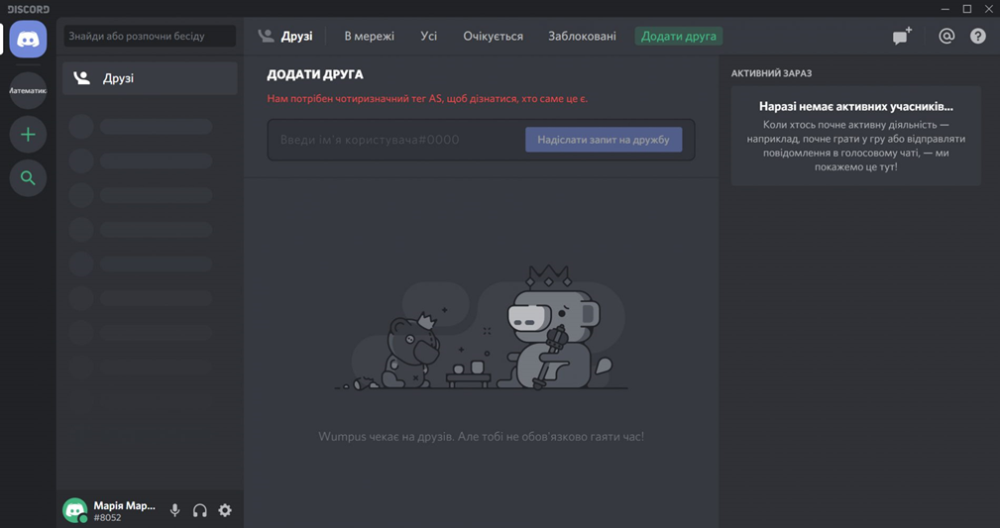 DISCORD
Математик
Знайди або розпочни бесіду
Друзі
Марія Мар...
#8052
Друзі
В мережі
Усі
Очікується
Заблоковані
Додати друга
ДОДАТИ ДРУГА
Нам потрібен чотиризначний тег AS, щоб дізнатися, хто саме це є.
Введи ім'я користувача#0000
Надіслати запит на дружбу
Wumpus чекає на друзів. Але тобі не обов'язково гаяти час!
АКТИВНИЙ ЗАРАЗ
Наразі немає активних учасників...
Коли хтось почне активну діяльність —
наприклад, почне грати у гру або відправляти
повідомлення в голосовому чаті, — ми
покажемо це тут!